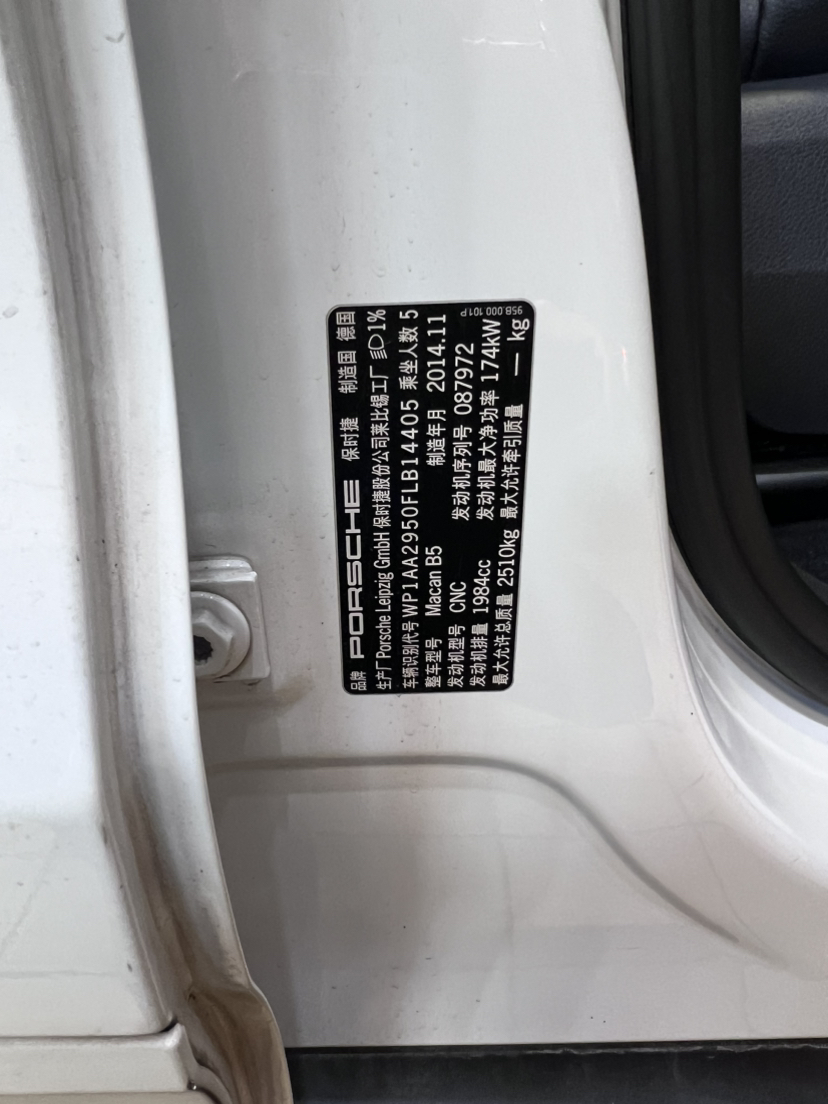 品牌 PORSCHE 保时捷 制造国 德国
生产厂 Porsche Leipzig GmbH 保时捷股份公司莱比锡工厂 1%
车辆识别代号 WP1AA2950FLB14405 乘坐人数 5
整车型号 Macan B5 制造年月 2014.11
发动机型号 CNC 发动机序列号 087972
发动机排量 1984cc 发动机最大净功率 174kW
最大允许总质量 2510kg 最大允许牵引质量 — kg
95B.000.101P